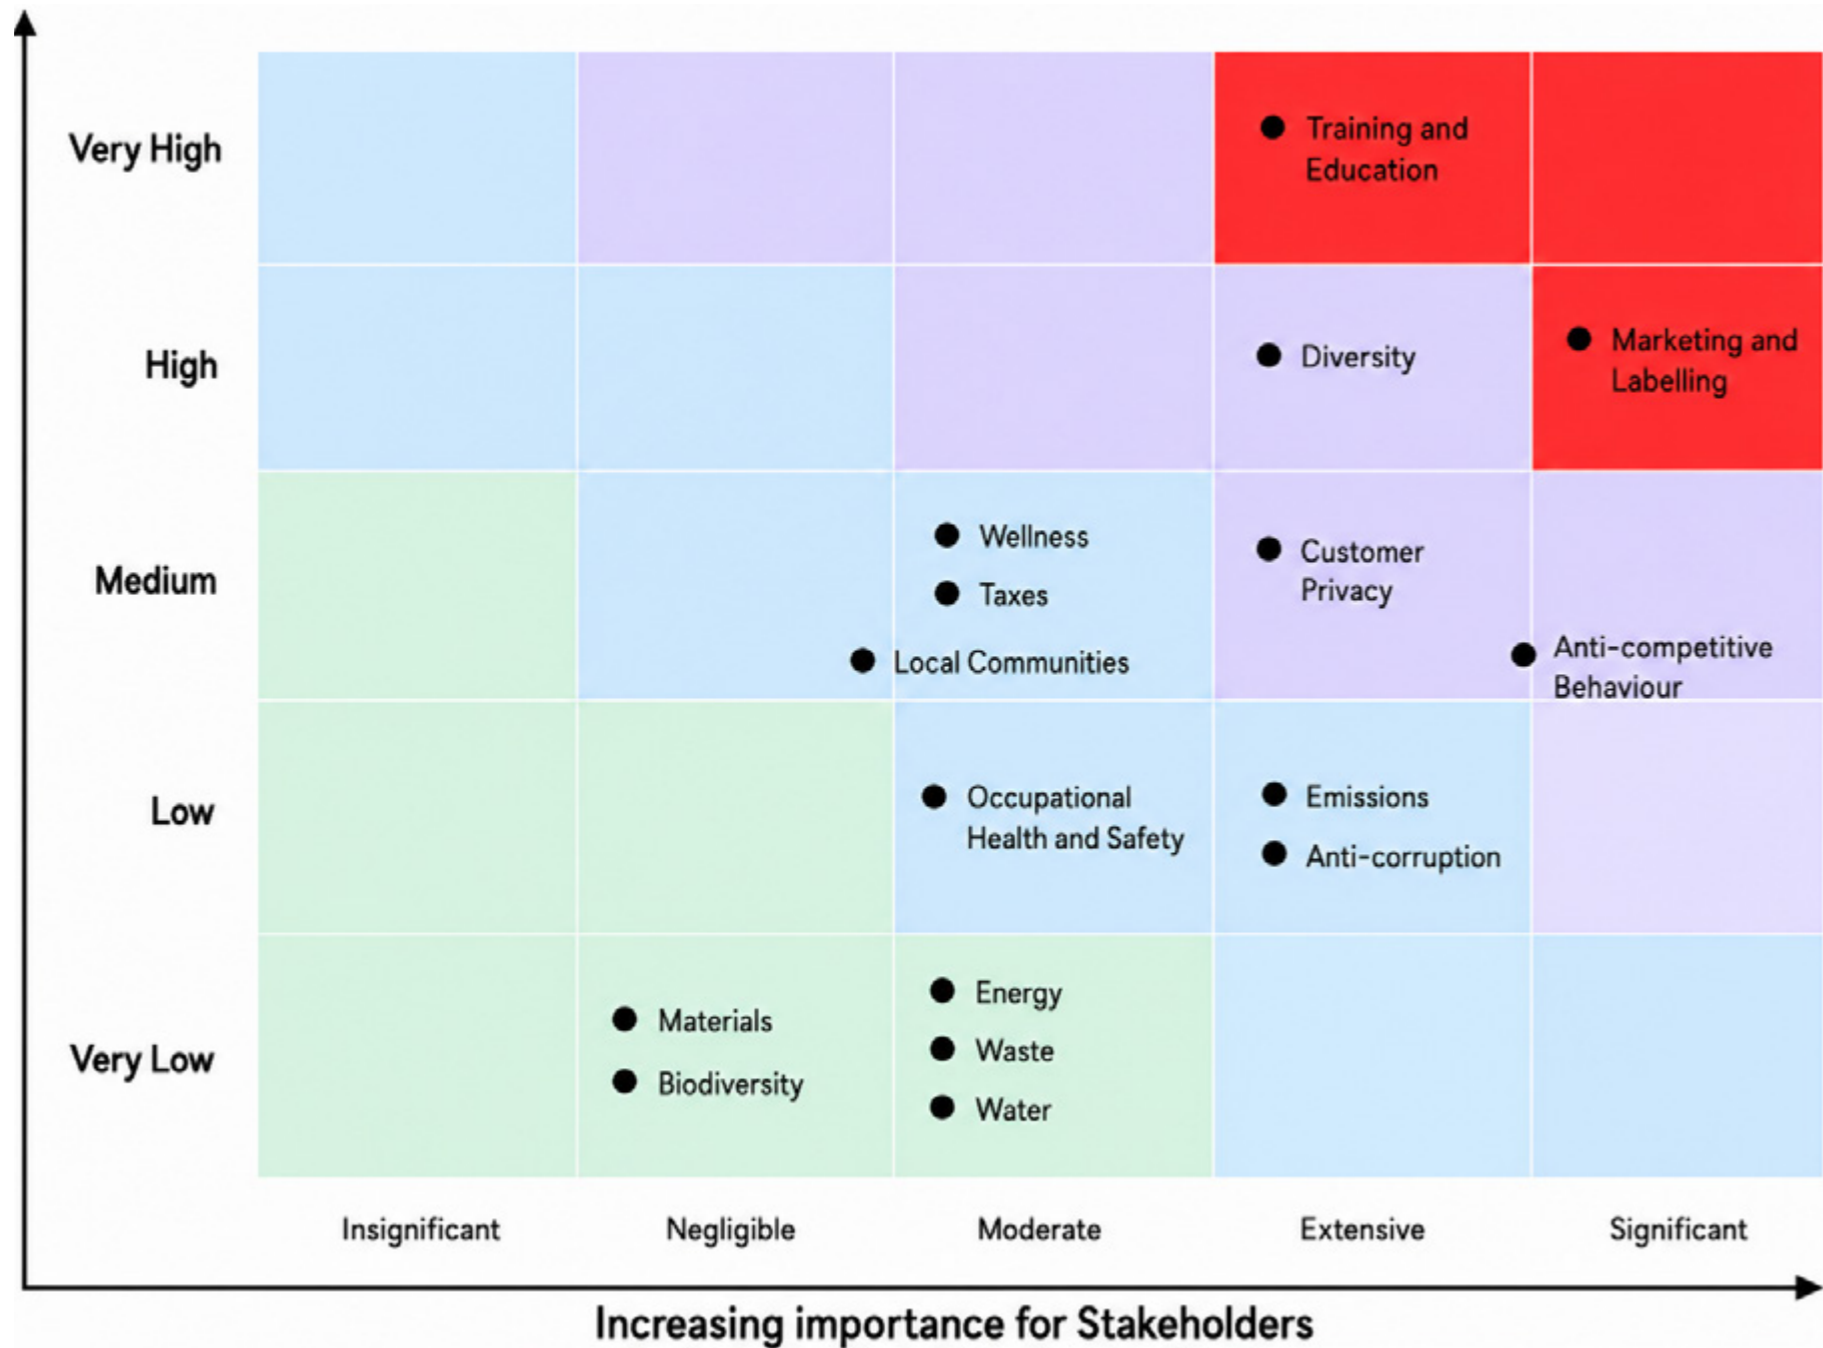 Very High
Training and
Education
High
Diversity
Marketing and
Labelling
Medium
Wellness
Taxes
Local Communities
Customer
Privacy
Anti-competitive
Behaviour
Low
Occupational
Health and Safety
Emissions
Anti-corruption
Very Low
Materials
Biodiversity
Energy
Waste
Water
Insignificant
Negligible
Moderate
Extensive
Significant
Increasing importance for Stakeholders